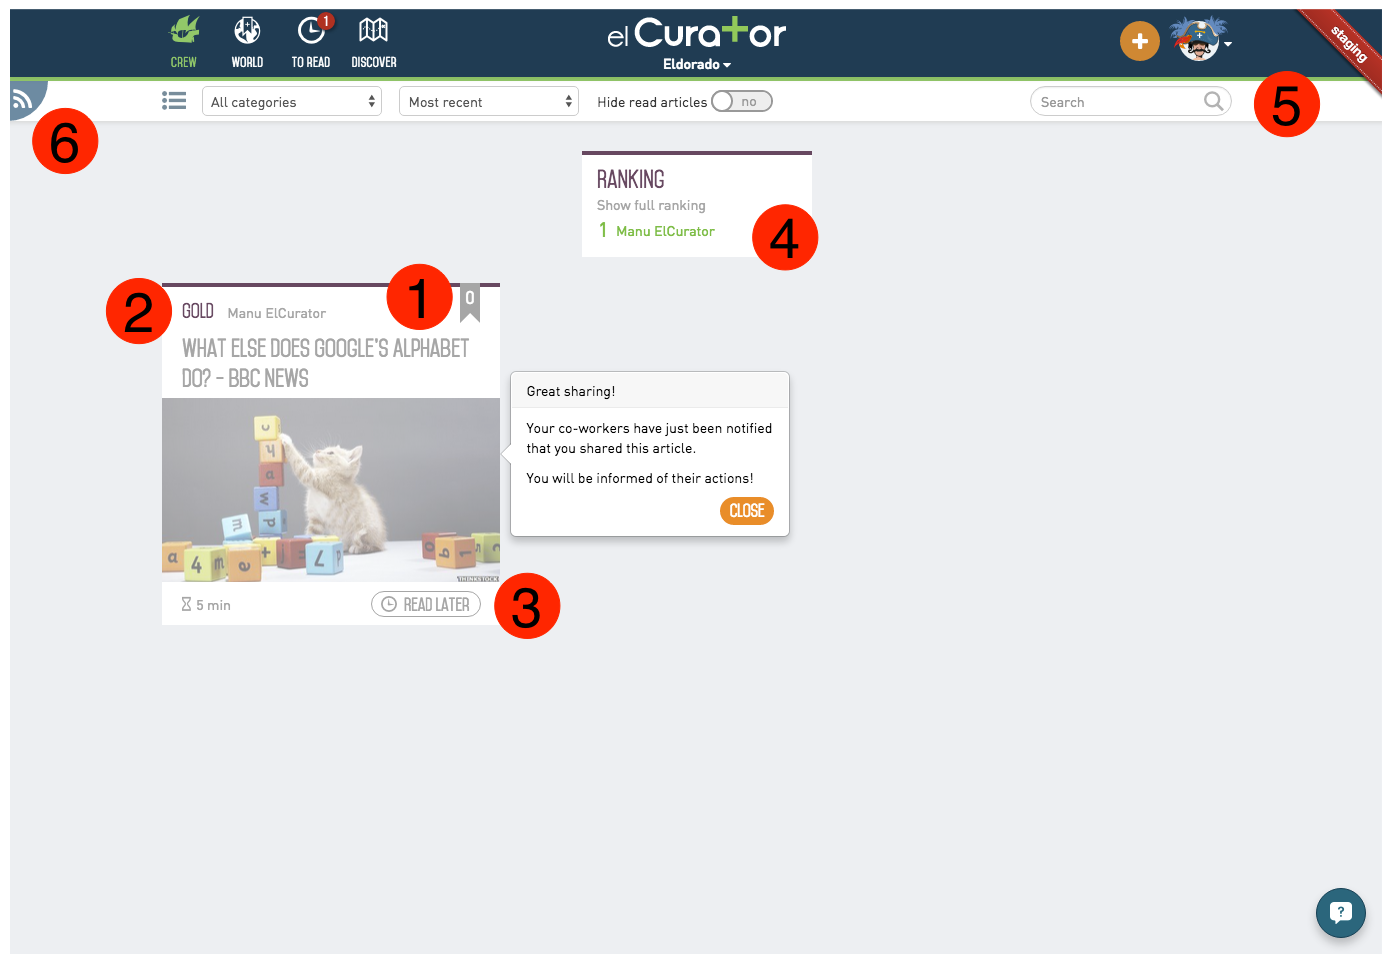 CREW
WORLD
TO READ
1
DISCOVER
el Curator
Eldorado
staging
All categories
Most recent
Hide read articles
no
Search
5
6
RANKING
Show full ranking
1 Manu ElCurator
4
2
GOLD Manu ElCurator
1
0
WHAT ELSE DOES GOOGLE'S ALPHABET
DO? - BBC NEWS
Great sharing!
Your co-workers have just been notified
that you shared this article.
You will be informed of their actions!
CLOSE
THINKSTOCK
5 min
READ LATER
3
?